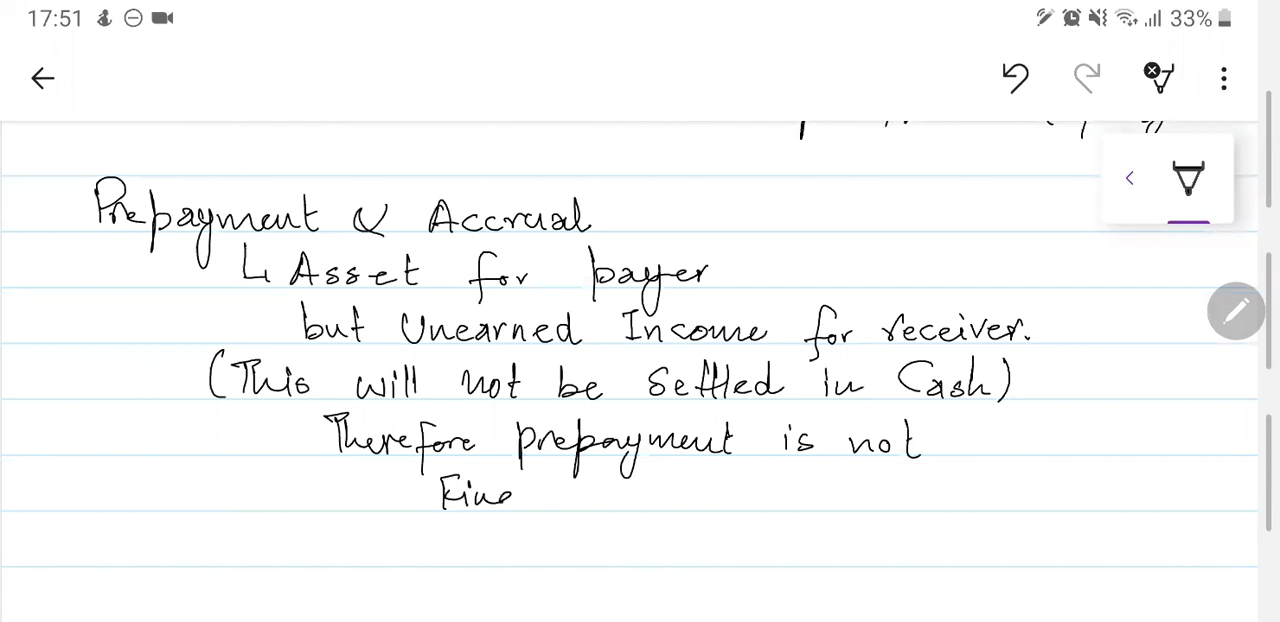 17:51 33%
Prepayment & Accrual
↳ Asset for payer
but Unearned Income for receiver.
(This will not be settled in Cash)
Therefore prepayment is not